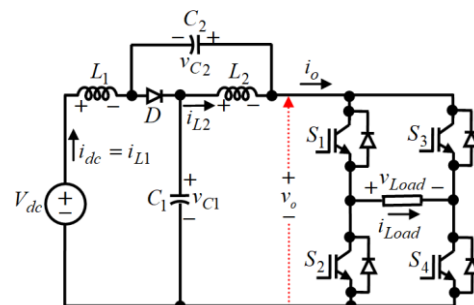 C2
− +
vC2
L1
L2
io
+ −
D
+ −
iL2
S1
S3
idc = iL1
+ vLoad −
Vdc
+ −
C1
+ vC1 −
+ vo −
iLoad
S2
S4